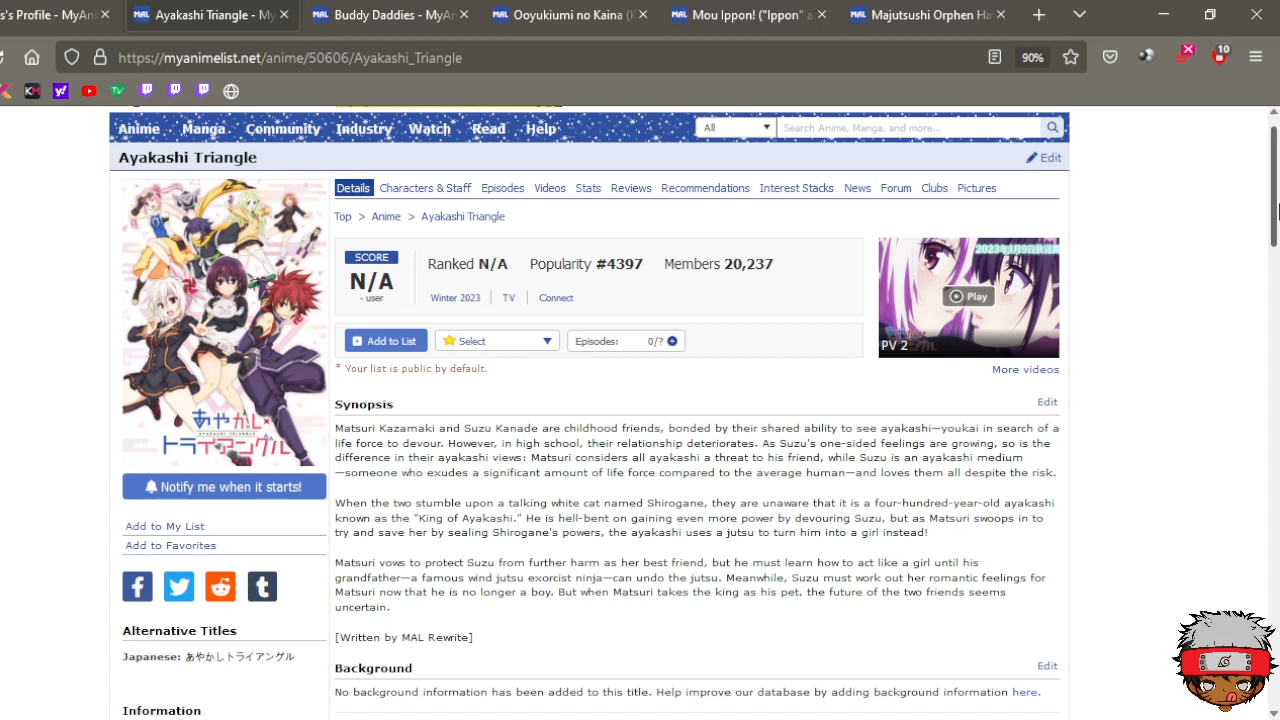 's Profile - MyAni
Ayakashi Triangle - My
Buddy Daddies - MyAn
Ooyukiumi no Kaina (
Mou Ippon! ("Ippon" a
Majutsushi Orphen Ha
https://myanimelist.net/anime/50606/Ayakashi_Triangle
90%
10
KM
y!
TV
Anime Manga Community Industry Watch Read Help
All
Search Anime, Manga, and more...
Ayakashi Triangle
Edit
Details Characters & Staff Episodes Videos Stats Reviews Recommendations Interest Stacks News Forum Clubs Pictures
Top > Anime > Ayakashi Triangle
SCORE
N/A
- user
Ranked N/A Popularity #4397 Members 20,237
Winter 2023 | TV | Connect
2023年1月9日放送開
Play
PV 2
Add to List
Select
Episodes: 0/?
* Your list is public by default.
More videos
Synopsis
Edit
Matsuri Kazamaki and Suzu Kanade are childhood friends, bonded by their shared ability to see ayakashi—youkai in search of a
life force to devour. However, in high school, their relationship deteriorates. As Suzu's one-sided feelings are growing, so is the
difference in their ayakashi views: Matsuri considers all ayakashi a threat to his friend, while Suzu is an ayakashi medium
—someone who exudes a significant amount of life force compared to the average human—and loves them all despite the risk.
When the two stumble upon a talking white cat named Shirogane, they are unaware that it is a four-hundred-year-old ayakashi
known as the "King of Ayakashi." He is hell-bent on gaining even more power by devouring Suzu, but as Matsuri swoops in to
try and save her by sealing Shirogane's powers, the ayakashi uses a jutsu to turn him into a girl instead!
Matsuri vows to protect Suzu from further harm as her best friend, but he must learn how to act like a girl until his
grandfather—a famous wind jutsu exorcist ninja—can undo the jutsu. Meanwhile, Suzu must work out her romantic feelings for
Matsuri now that he is no longer a boy. But when Matsuri takes the king as his pet, the future of the two friends seems
uncertain.
[Written by MAL Rewrite]
Background
Edit
No background information has been added to this title. Help improve our database by adding background information here.
あやかし
AYAKASHI TRIANGLE
トライアングル
Notify me when it starts!
Add to My List
Add to Favorites
Alternative Titles
Japanese: あやかしトライアングル
Information